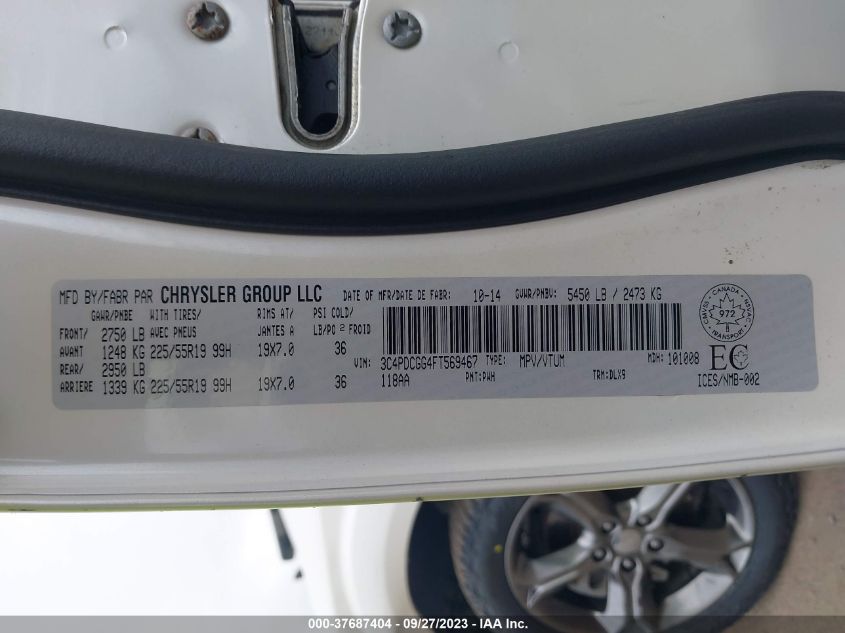 MFD BY/FABR PAR CHRYSLER GROUP LLC DATE OF MFR/DATE DE FABR: 10-14 GVWR/PNBV: 5450 LB / 2473 KG
GAWR/PNBE WITH TIRES/ RIMS AT/ PSI COLD/
FRONT/ 2750 LB AVEC PNEUS JANTES A LB/PO 2 FROID
AVANT 1248 KG 225/55R19 99H 19X7.0 36
REAR/ 2950 LB
ARRIERE 1339 KG 225/55R19 99H 19X7.0 36
VIN: 3C4PDCGG4FT569467 TYPE: MPV/VTUM MDH: 101008
118AA PNT: PWH TRM: DLX9
CANADA
972
TRANSPORT
EC
ICES/NMB-002
000-37687404 - 09/27/2023 - IAA Inc.